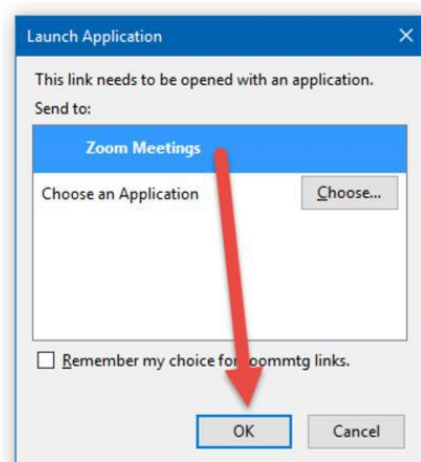 Launch Application
This link needs to be opened with an application.
Send to:
Zoom Meetings
Choose an Application
Choose...
Remember my choice for zoommtg links.
OK
Cancel